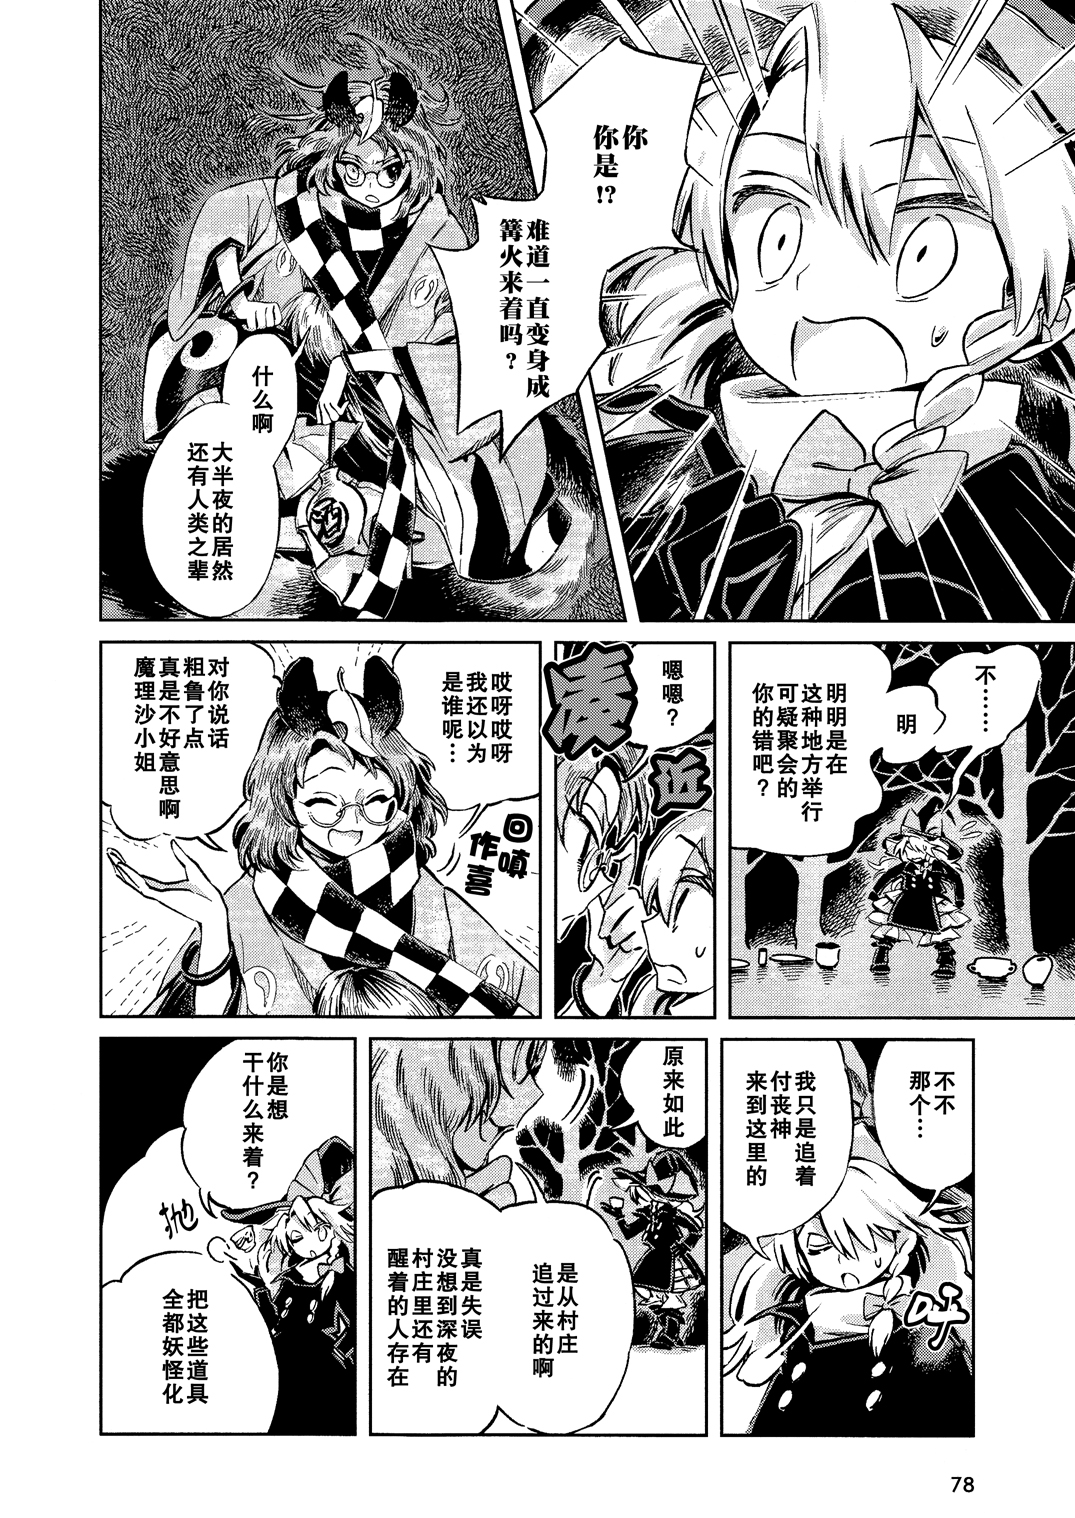 你
你是!?
难道一直变身成
篝火来着吗？
什么啊
大半夜的居然
还有人类之辈
酒
不……
明
明明是在
这种地方举行
可疑聚会的
你的错吧？
嗯嗯？
凑
近
哎呀哎呀
我还以为
是谁呢…
回嗔
作喜
对你说话
粗鲁了点
真是不好意思啊
魔理沙小姐
不不
那个…
我只是追着
付丧神
来到这里的
呼
原来如此
是从村庄
追过来的啊
真是失误
没想到深夜的
村庄里还有
醒着的人存在
你是想
干什么来着？
抛
把这些道具
全都妖怪化
78